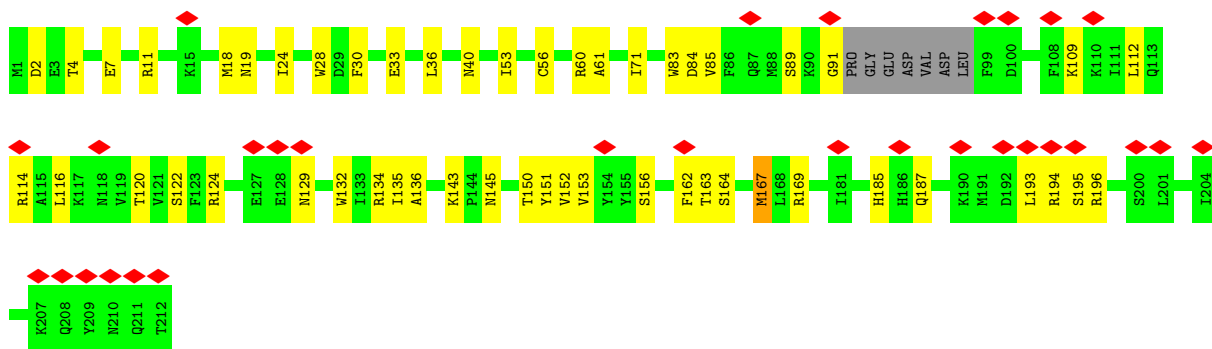 M1 D2 E3 T4 E7 R11 K15 M18 N19 I24 W28 D29 F30 E33 L36 N40 I53 C56 R60 A61 I71 W83 D84 V85 F86 Q87 M88 S89 K90 G91 PRO GLY GLU ASP VAL ASP LEU F99 D100 F108 K109 K110 I111 L112 Q113
R114 A115 L116 K117 N118 V119 T120 V121 S122 F123 R124 E127 E128 N129 W132 I133 R134 I135 A136 K143 P144 N145 T150 Y151 V152 V153 Y154 Y155 S156 F162 T163 S164 M167 L168 R169 I181 H185 H186 Q187 K190 M191 D192 L193 R194 S195 R196 S200 L201 I204
K207 Q208 Y209 N210 Q211 T212